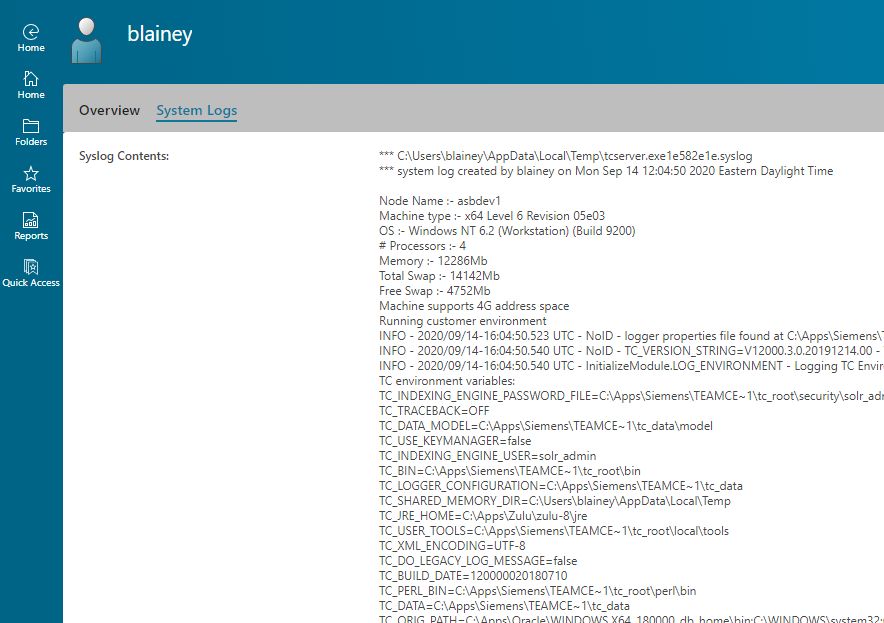 blainey
Home
Home
Folders
Favorites
Reports
Quick Access
Overview System Logs
Syslog Contents:
*** C:\Users\blainey\AppData\Local\Temp\tcserver.exe1e582e1e.syslog
*** system log created by blainey on Mon Sep 14 12:04:50 2020 Eastern Daylight Time
Node Name :- asbdev1
Machine type :- x64 Level 6 Revision 05e03
OS :- Windows NT 6.2 (Workstation) (Build 9200)
# Processors :- 4
Memory :- 12286Mb
Total Swap :- 14142Mb
Free Swap :- 4752Mb
Machine supports 4G address space
Running customer environment
INFO - 2020/09/14-16:04:50.523 UTC - NoID - logger properties file found at C:\Apps\Siemens\T
INFO - 2020/09/14-16:04:50.540 UTC - NoID - TC_VERSION_STRING=V12000.3.0.20191214.00 -
INFO - 2020/09/14-16:04:50.540 UTC - InitializeModule.LOG_ENVIRONMENT - Logging TC Envir
TC environment variables:
TC_INDEXING_ENGINE_PASSWORD_FILE=C:\Apps\Siemens\TEAMCE~1\tc_root\security\solr_adr
TC_TRACEBACK=OFF
TC_DATA_MODEL=C:\Apps\Siemens\TEAMCE~1\tc_data\model
TC_USE_KEYMANAGER=false
TC_INDEXING_ENGINE_USER=solr_admin
TC_BIN=C:\Apps\Siemens\TEAMCE~1\tc_root\bin
TC_LOGGER_CONFIGURATION=C:\Apps\Siemens\TEAMCE~1\tc_data
TC_SHARED_MEMORY_DIR=C:\Users\blainey\AppData\Local\Temp
TC_JRE_HOME=C:\Apps\Zulu\zulu-8\jre
TC_USER_TOOLS=C:\Apps\Siemens\TEAMCE~1\tc_root\local\tools
TC_XML_ENCODING=UTF-8
TC_DO_LEGACY_LOG_MESSAGE=false
TC_BUILD_DATE=120000020180710
TC_PERL_BIN=C:\Apps\Siemens\TEAMCE~1\tc_root\perl\bin
TC_DATA=C:\Apps\Siemens\TEAMCE~1\tc_data
TC_ORIG_PATH=C:\Apps\Oracle\WINDOWS.X64_180000_db_home\bin;C:\WINDOWS\system32;